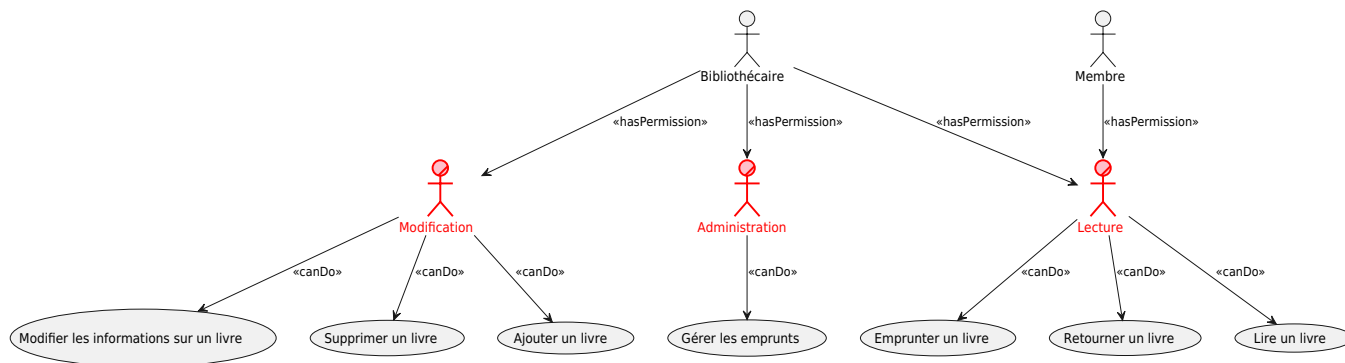 Bibliothécaire
Membre
«hasPermission»
«hasPermission»
«hasPermission»
«hasPermission»
Modification
Administration
Lecture
«canDo»
«canDo»
«canDo»
«canDo»
«canDo»
«canDo»
«canDo»
Modifier les informations sur un livre
Supprimer un livre
Ajouter un livre
Gérer les emprunts
Emprunter un livre
Retourner un livre
Lire un livre